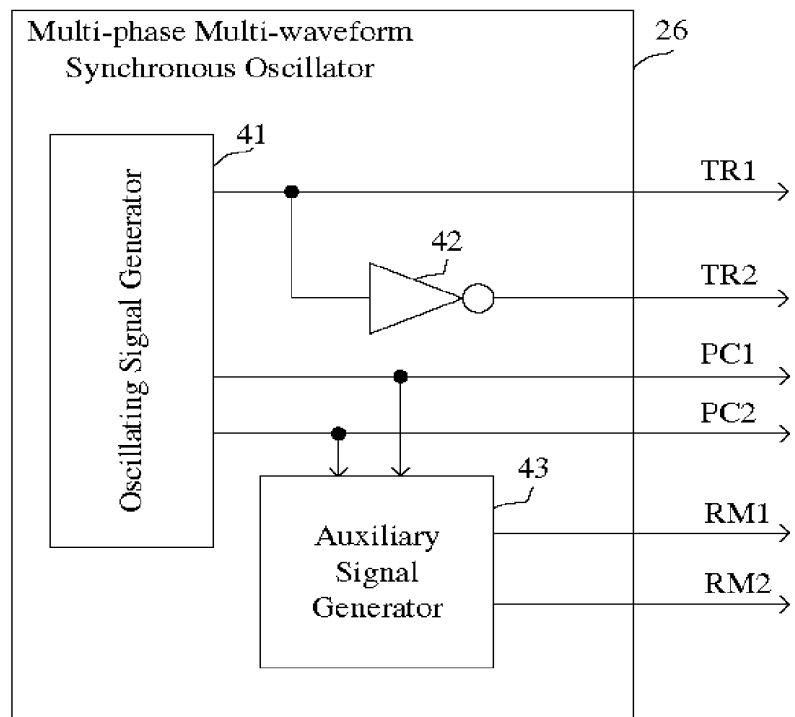 Multi-phase Multi-waveform
Synchronous Oscillator
26
41
Oscillating Signal Generator
TR1
42
TR2
PC1
PC2
43
Auxiliary
Signal
Generator
RM1
RM2